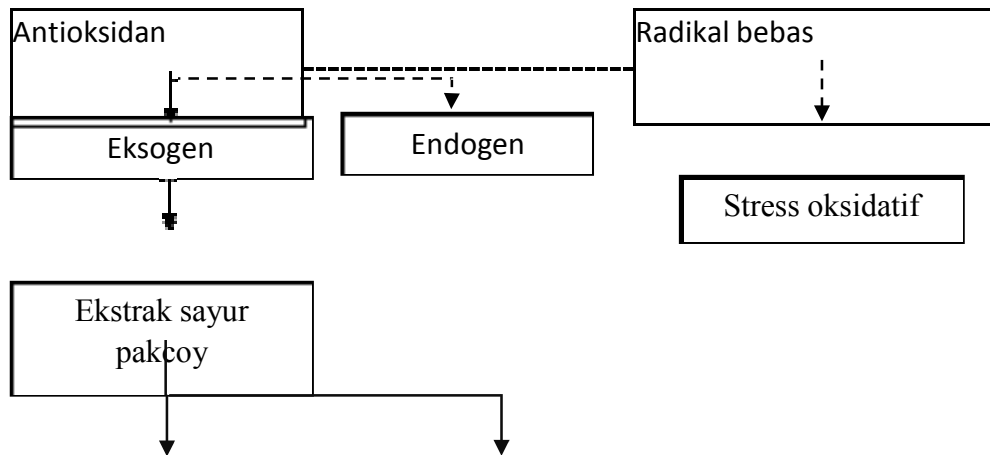 Antioksidan
Radikal bebas
Eksogen
Endogen
Stress oksidatif
Ekstrak sayur
pakcoy